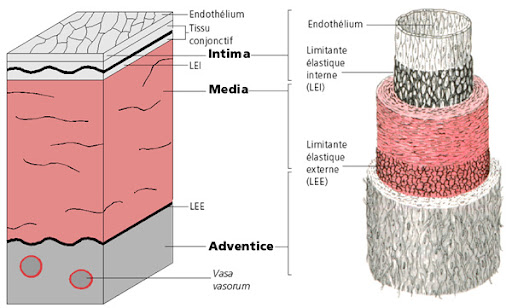 Endothélium
Tissu
conjonctif
Intima
LEI
Media
LEE
Adventice
Vasa
vasorum
Endothélium
Limitante
élastique
interne
(LEI)
Limitante
élastique
externe
(LEE)